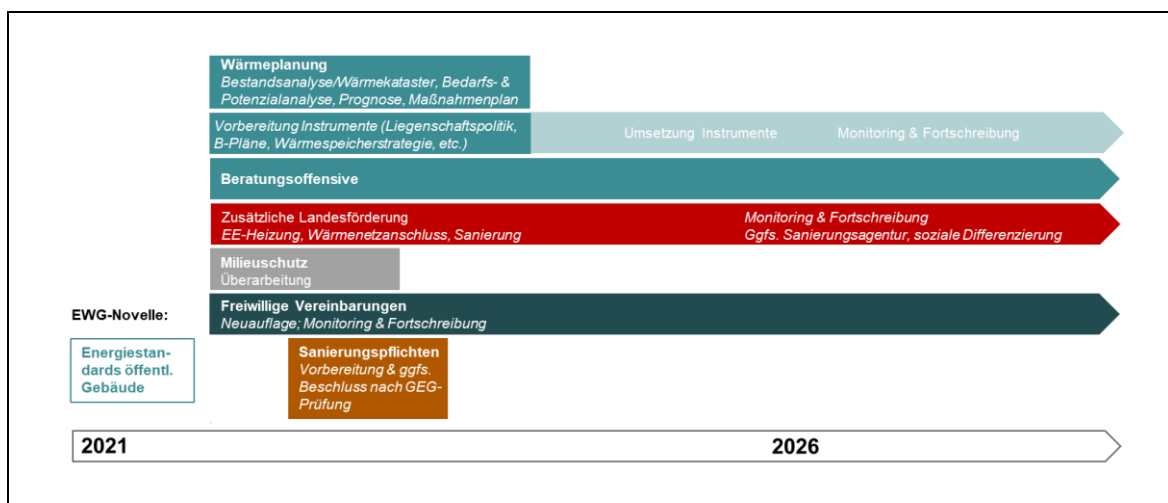 Wärmeplanung
Bestandsanalyse/Wärmekataster, Bedarfs- &
Potenzialanalyse, Prognose, Maßnahmenplan
Vorbereitung Instrumente (Liegenschaftspolitik,
B-Pläne, Wärmespeicherstrategie, etc.)
Umsetzung Instrumente
Monitoring & Fortschreibung
Beratungsoffensive
Zusätzliche Landesförderung
EE-Heizung, Wärmenetzanschluss, Sanierung
Monitoring & Fortschreibung
Ggfs. Sanierungsagentur, soziale Differenzierung
Milieuschutz
Überarbeitung
EWG-Novelle:
Freiwillige Vereinbarungen
Neuauflage; Monitoring & Fortschreibung
Energiestan-
dards öffentl.
Gebäude
Sanierungspflichten
Vorbereitung & ggfs.
Beschluss nach GEG-
Prüfung
2021
2026